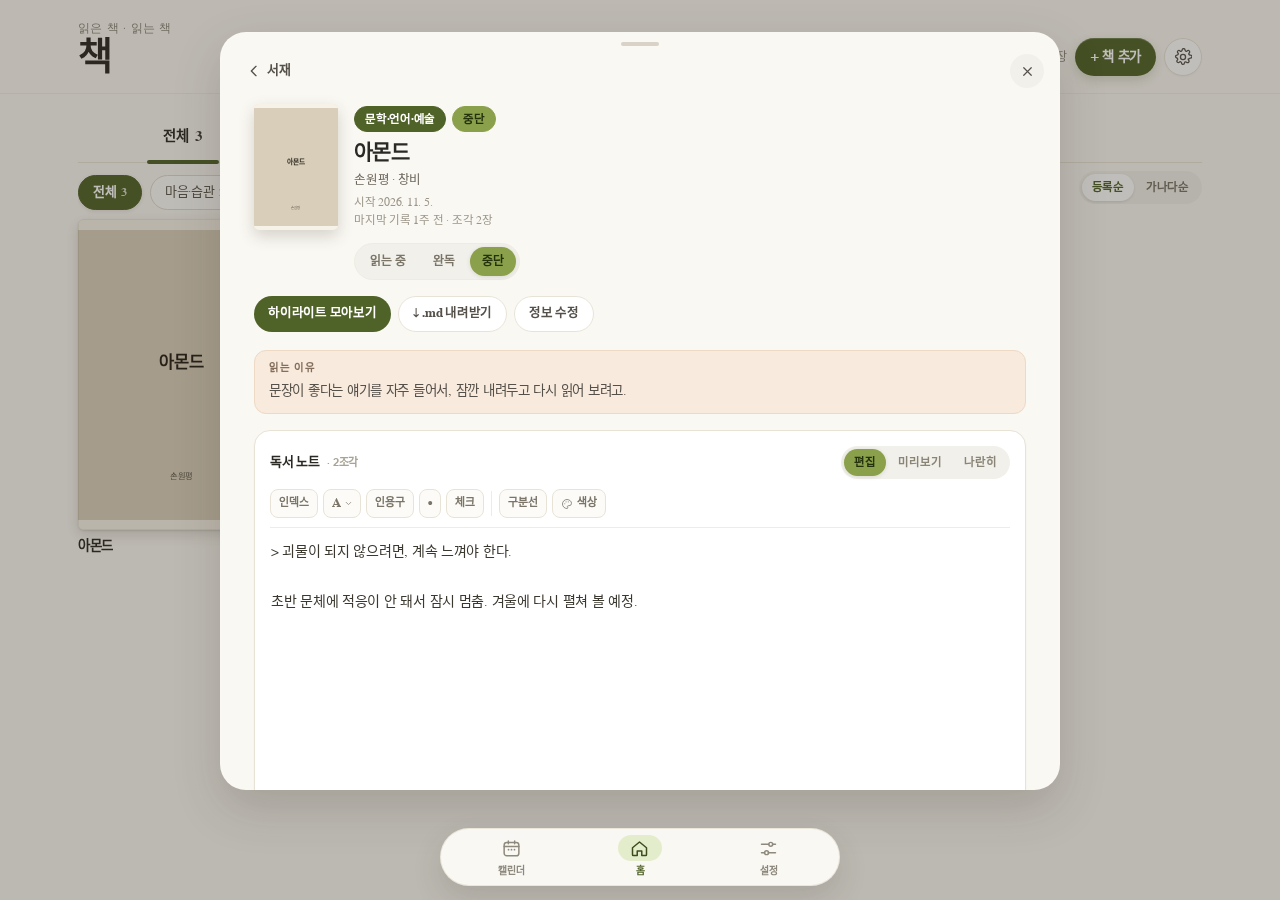 읽은 책 · 읽는 책
책
장
+ 책 추가
전체 3
전체 3
마음·습관
등록순
가나다순
아몬드
손원평
아몬드
서재
아몬드
손원평
문학·언어·예술
중단
아몬드
손원평 · 창비
시작 2026. 11. 5.
마지막 기록 1주 전 · 조각 2장
읽는 중
완독
중단
하이라이트 모아보기
↓ .md 내려받기
정보 수정
읽는 이유
문장이 좋다는 얘기를 자주 들어서, 잠깐 내려두고 다시 읽어 보려고.
독서 노트 · 2조각
편집
미리보기
나란히
인덱스
A
인용구
•
체크
구분선
색상
> 괴물이 되지 않으려면, 계속 느껴야 한다.
초반 문체에 적응이 안 돼서 잠시 멈춤. 겨울에 다시 펼쳐 볼 예정.
캘린더
홈
설정